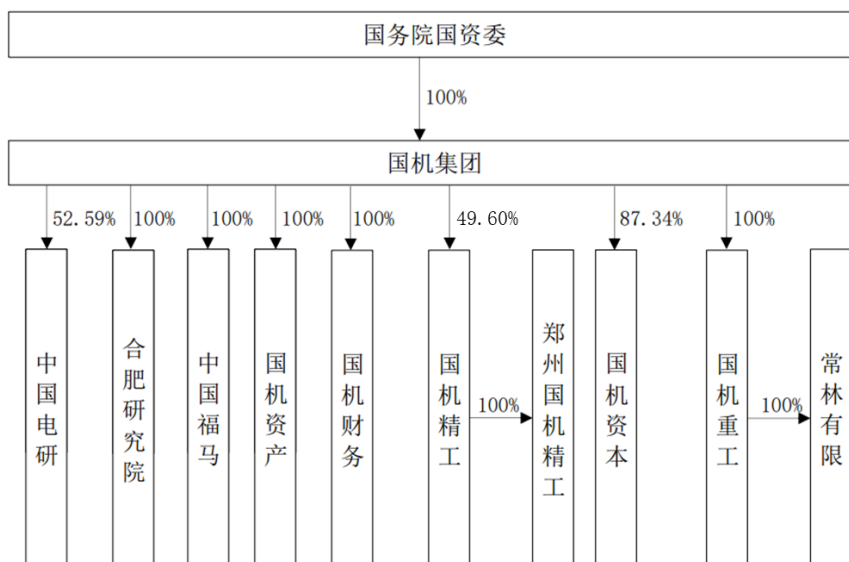 国务院国资委
100%
国机集团
52.59%
100%
100%
100%
100%
49.60%
87.34%
100%
中国电研
合肥研究院
中国福马
国机资产
国机财务
国机精工
100%
郑州国机精工
国机资本
国机重工
100%
常林有限